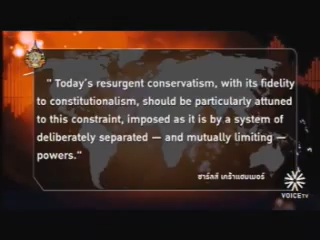 " Today's resurgent conservatism, with its fidelity
to constitutionalism, should be particularly attuned
to this constraint, imposed as it is by a system of
deliberately separated — and mutually limiting —
powers."
ชาร์ลส์ เคร้าแธมเมอร์
VOICETV